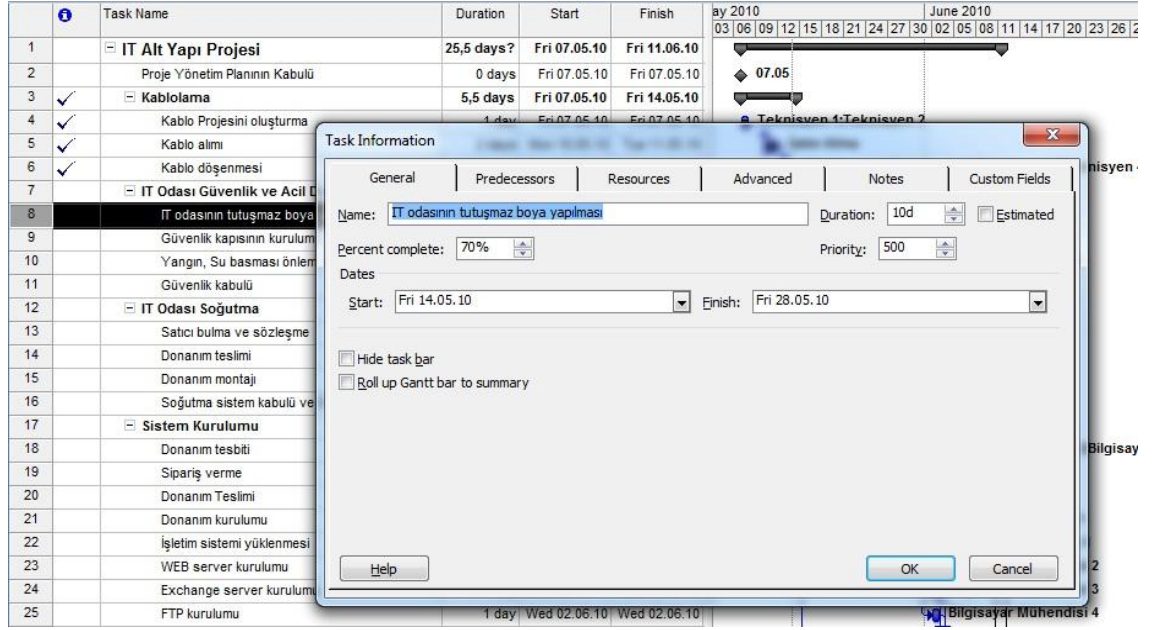 Task Name Duration Start Finish ay 2010 June 2010
03 06 09 12 15 18 21 24 27 30 02 05 08 11 14 17 20 23 26 2
1 IT Alt Yapı Projesi 25,5 days? Fri 07.05.10 Fri 11.06.10
2 Proje Yönetim Planının Kabulü 0 days Fri 07.05.10 Fri 07.05.10 07.05
3 Kablolama 5,5 days Fri 07.05.10 Fri 14.05.10
4 Kablo Projesini oluşturma 1 day Fri 07.05.10 Fri 07.05.10 Teknisyen 1;Teknisyen 2
5 Kablo alımı
6 Kablo döşenmesi nisyen
7 IT Odası Güvenlik ve Acil D
8 IT odasının tutuşmaz boya
9 Güvenlik kapısının kurulum
10 Yangın, Su basması önlem
11 Güvenlik kabulü
12 IT Odası Soğutma
13 Satıcı bulma ve sözleşme
14 Donanım teslimi
15 Donanım montajı
16 Soğutma sistem kabulü ve
17 Sistem Kurulumu
18 Donanım tesbiti Bilgisay
19 Sipariş verme
20 Donanım Teslimi
21 Donanım kurulumu
22 İşletim sistemi yüklenmesi
23 WEB server kurulumu 2
24 Exchange server kurulumu 3
25 FTP kurulumu 1 day Wed 02.06.10 Wed 02.06.10 Bilgisayar Mühendisi 4
Task Information
General Predecessors Resources Advanced Notes Custom Fields
Name: IT odasının tutuşmaz boya yapılması Duration: 10d Estimated
Percent complete: 70% Priority: 500
Dates
Start: Fri 14.05.10 Finish: Fri 28.05.10
Hide task bar
Roll up Gantt bar to summary
Help OK Cancel